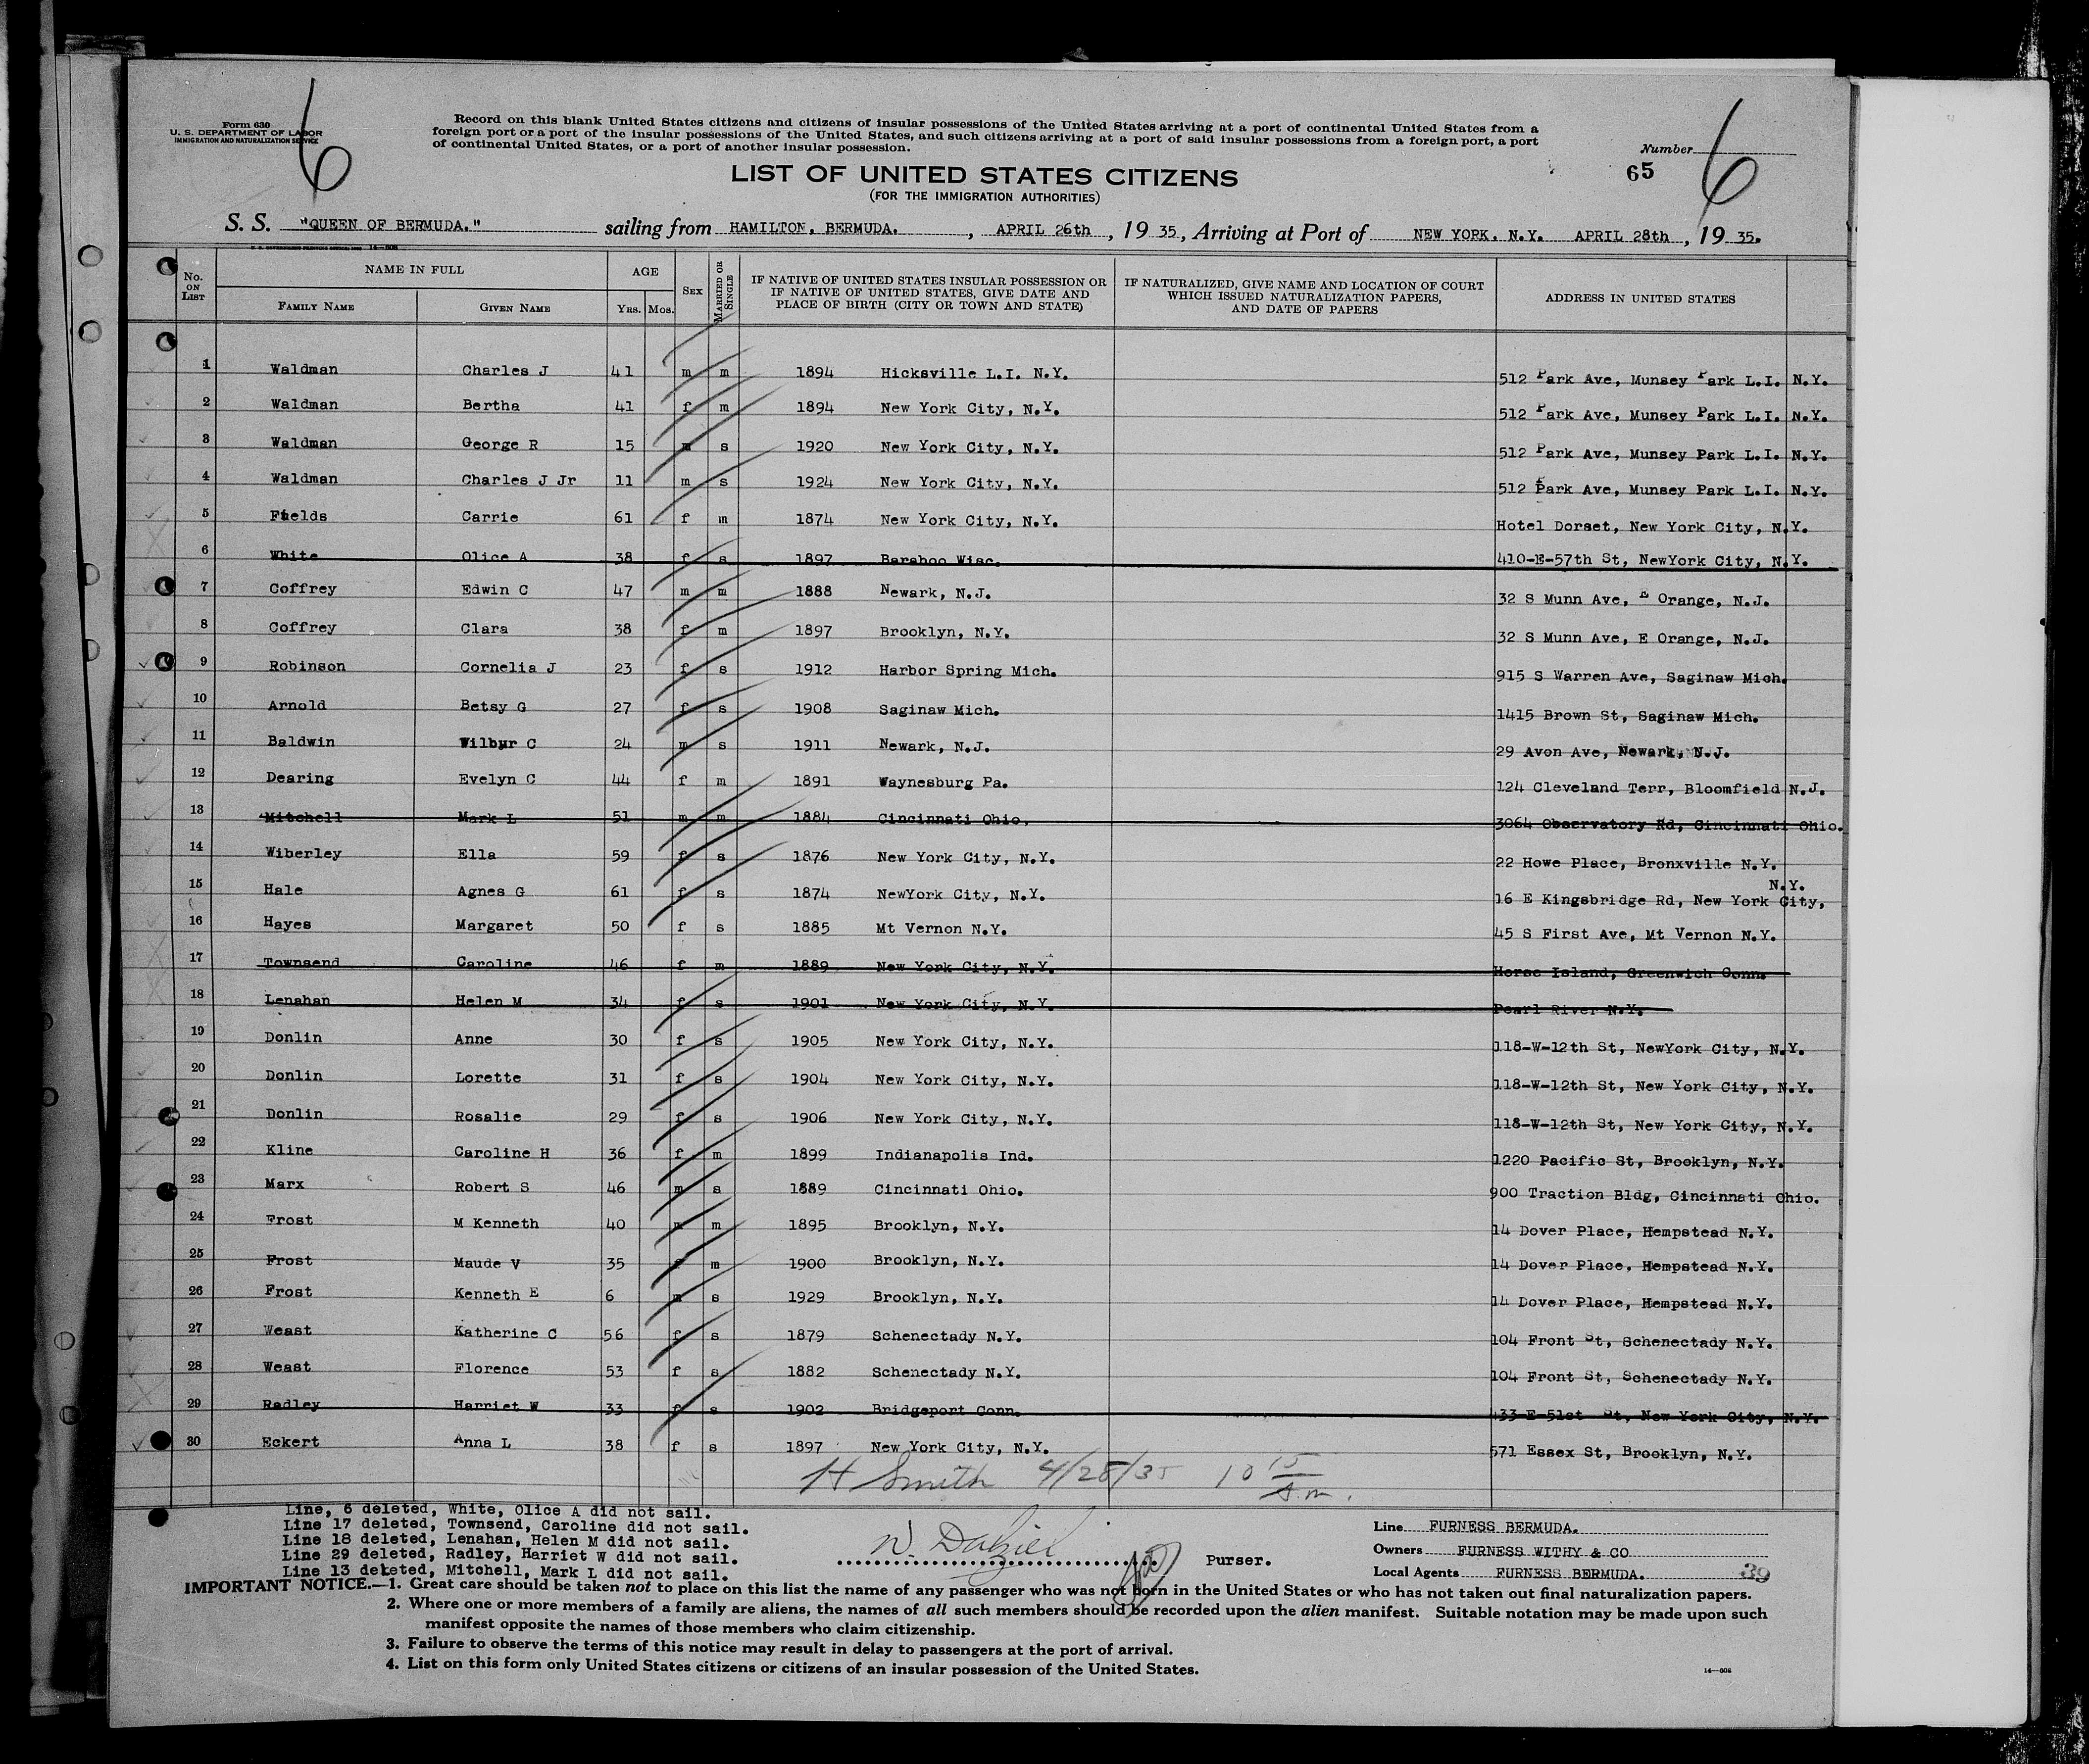 6
6
Form 630
U. S. DEPARTMENT OF LABOR
IMMIGRATION AND NATURALIZATION SERVICE
Record on this blank United States citizens and citizens of insular possessions of the United States arriving at a port of continental United States from a
foreign port or a port of the insular possessions of the United States, and such citizens arriving at a port of said insular possessions from a foreign port, a port
of continental United States, or a port of another insular possession.
Number
65
LIST OF UNITED STATES CITIZENS
(FOR THE IMMIGRATION AUTHORITIES)
S. S. "QUEEN OF BERMUDA." sailing from HAMILTON, BERMUDA. , APRIL 26th , 19 35, Arriving at Port of NEW YORK. N.Y. APRIL 28th , 19 35.
No. ON LIST NAME IN FULL FAMILY NAME GIVEN NAME AGE YRS. MOS. SEX MARRIED OR SINGLE IF NATIVE OF UNITED STATES INSULAR POSSESSION OR IF NATIVE OF UNITED STATES, GIVE DATE AND PLACE OF BIRTH (CITY OR TOWN AND STATE) IF NATURALIZED, GIVE NAME AND LOCATION OF COURT WHICH ISSUED NATURALIZATION PAPERS, AND DATE OF PAPERS ADDRESS IN UNITED STATES
1 Waldman Charles J 41 m m 1894 Hicksville L.I. N.Y. 512 Park Ave, Munsey Park L.I. N.Y.
2 Waldman Bertha 41 f m 1894 New York City, N.Y. 512 Park Ave, Munsey Park L.I. N.Y.
3 Waldman George R 15 m s 1920 New York City, N.Y. 512 Park Ave, Munsey Park L.I. N.Y.
4 Waldman Charles J Jr 11 m s 1924 New York City, N.Y. 512 Park Ave, Munsey Park L.I. N.Y.
5 Fields Carrie 61 f m 1874 New York City, N.Y. Hotel Dorset, New York City, N.Y.
6 White Olice A 38 f s 1897 Baraboo Wisc. 410-E-57th St, NewYork City, N.Y.
7 Coffrey Edwin C 47 m m 1888 Newark, N.J. 32 S Munn Ave, E Orange, N.J.
8 Coffrey Clara 38 f m 1897 Brooklyn, N.Y. 32 S Munn Ave, E Orange, N.J.
9 Robinson Cornelia J 23 f s 1912 Harbor Spring Mich. 915 S Warren Ave, Saginaw Mich.
10 Arnold Betsy G 27 f s 1908 Saginaw Mich. 1415 Brown St, Saginaw Mich.
11 Baldwin Wilbur C 24 m s 1911 Newark, N.J. 29 Avon Ave, Newark, N.J.
12 Dearing Evelyn C 44 f m 1891 Waynesburg Pa. 124 Cleveland Terr, Bloomfield N.J.
13 Mitchell Mark L 51 m m 1884 Cincinnati Ohio. 3064 Observatory Rd, Cincinnati Ohio.
14 Wiberley Ella 59 f s 1876 New York City, N.Y. 22 Howe Place, Bronxville N.Y.
15 Hale Agnes G 61 f s 1874 NewYork City, N.Y. 16 E Kingsbridge Rd, New York City, N.Y.
16 Hayes Margaret 50 f s 1885 Mt Vernon N.Y. 45 S First Ave, Mt Vernon N.Y.
17 Townsend Caroline 46 f m 1889 New York City, N.Y. Horse Island, Greenwich Conn.
18 Lenahan Helen M 34 f s 1901 New York City, N.Y. Pearl River N.Y.
19 Donlin Anne 30 f s 1905 New York City, N.Y. 118-W-12th St, NewYork City, N.Y.
20 Donlin Lorette 31 f s 1904 New York City, N.Y. 118-W-12th St, New York City, N.Y.
21 Donlin Rosalie 29 f s 1906 New York City, N.Y. 118-W-12th St, New York City, N.Y.
22 Kline Caroline H 36 f m 1899 Indianapolis Ind. 1220 Pacific St, Brooklyn, N.Y.
23 Marx Robert S 46 m s 1889 Cincinnati Ohio. 900 Traction Bldg, Cincinnati Ohio.
24 Frost M Kenneth 40 m m 1895 Brooklyn, N.Y. 14 Dover Place, Hempstead N.Y.
25 Frost Maude V 35 f m 1900 Brooklyn, N.Y. 14 Dover Place, Hempstead N.Y.
26 Frost Kenneth E 6 m s 1929 Brooklyn, N.Y. 14 Dover Place, Hempstead N.Y.
27 Weast Katherine C 56 f s 1879 Schenectady N.Y. 104 Front St, Schenectady N.Y.
28 Weast Florence 53 f s 1882 Schenectady N.Y. 104 Front St, Schenectady N.Y.
29 Radley Harriet W 33 f s 1902 Bridgeport Conn. 433-E-51st St, New York City, N.Y.
30 Eckert Anna L 38 f s 1897 New York City, N.Y. 571 Essex St, Brooklyn, N.Y.
H Smith 4/28/35 10 15 A.m.
Line, 6 deleted, White, Olice A did not sail.
Line 17 deleted, Townsend, Caroline did not sail.
Line 18 deleted, Lenahan, Helen M did not sail.
Line 29 deleted, Radley, Harriet W did not sail.
Line 13 deleted, Mitchell, Mark L did not sail.
W. Dalziel Purser.
Line FURNESS BERMUDA.
Owners FURNESS WITHY & CO
Local Agents FURNESS BERMUDA. 39
IMPORTANT NOTICE.—1. Great care should be taken not to place on this list the name of any passenger who was not born in the United States or who has not taken out final naturalization papers.
2. Where one or more members of a family are aliens, the names of all such members should be recorded upon the alien manifest. Suitable notation may be made upon such
manifest opposite the names of those members who claim citizenship.
3. Failure to observe the terms of this notice may result in delay to passengers at the port of arrival.
4. List on this form only United States citizens or citizens of an insular possession of the United States.